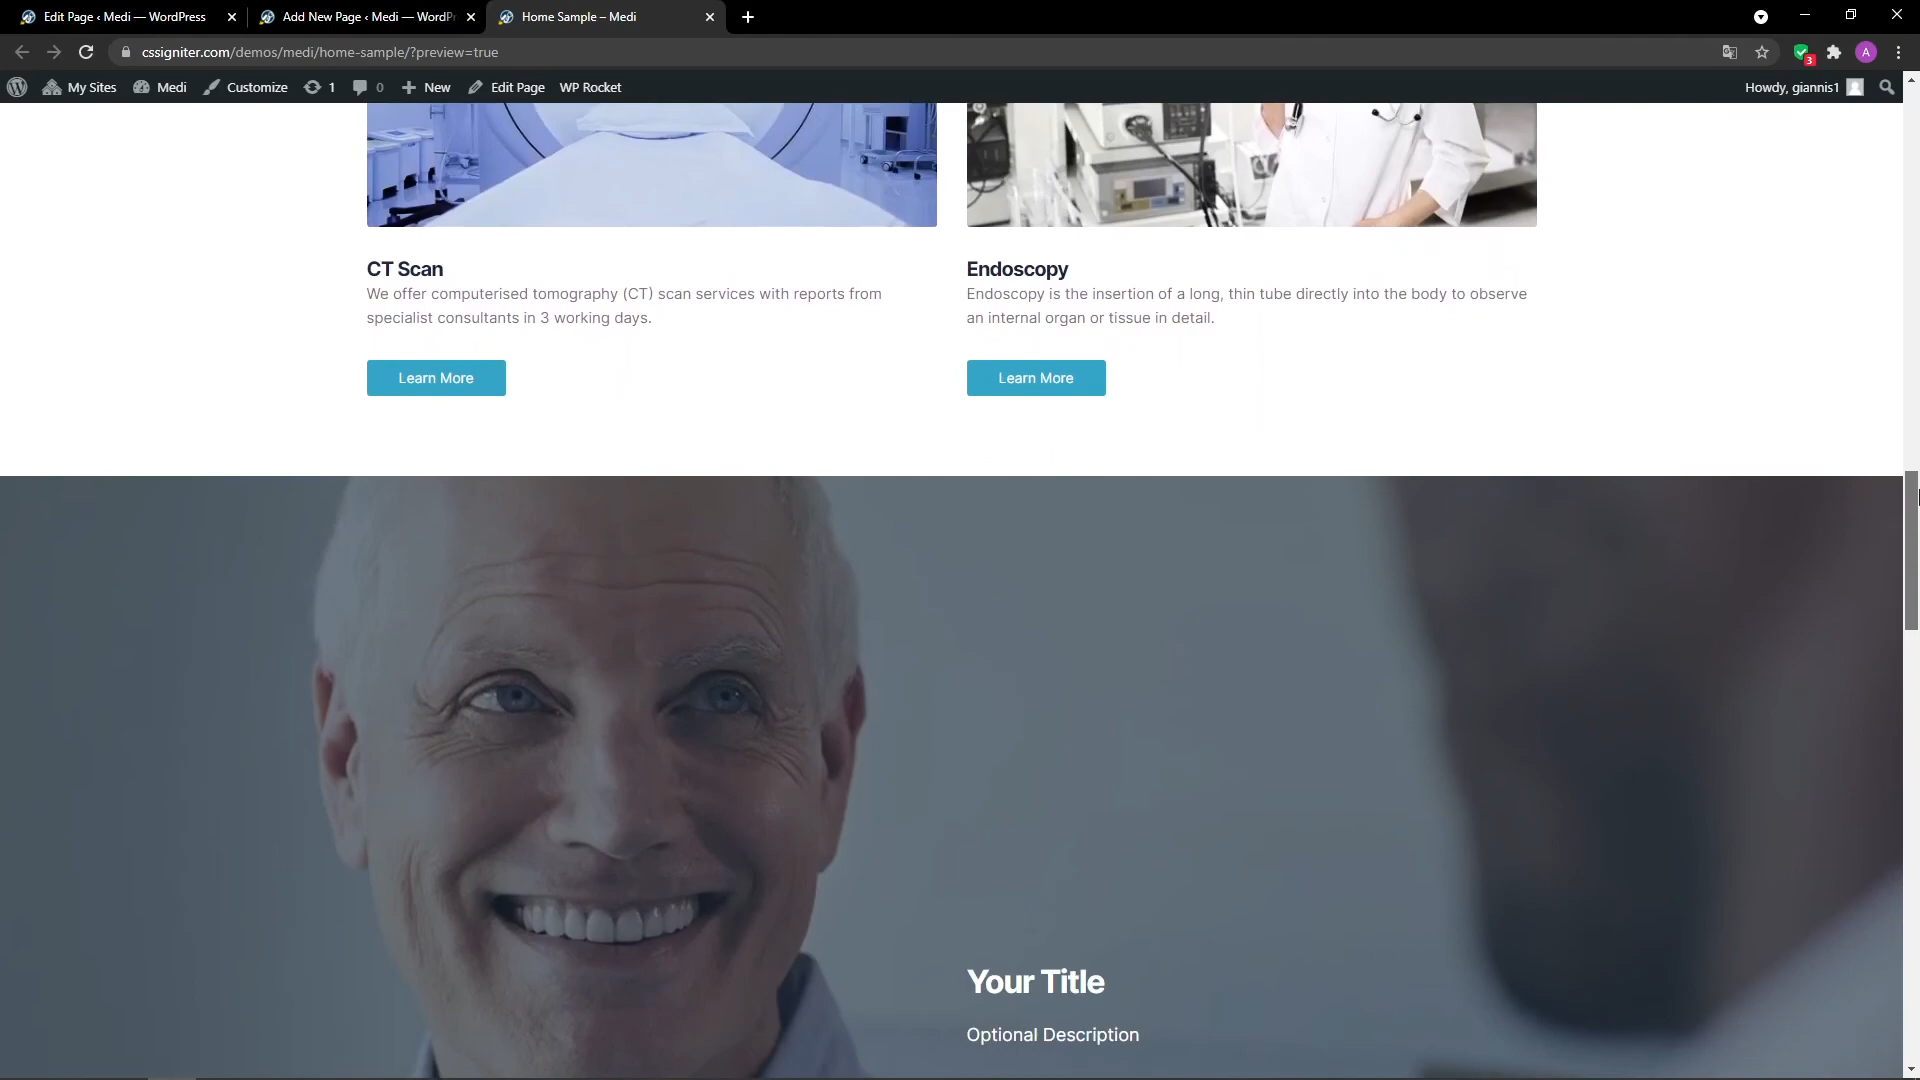 Edit Page ‹ Medi — WordPress
Add New Page ‹ Medi — WordPr
Home Sample – Medi
cssigniter.com/demos/medi/home-sample/?preview=true
3
A
My Sites
Medi
Customize
1
0
New
Edit Page
WP Rocket
Howdy, giannis1
CT Scan
We offer computerised tomography (CT) scan services with reports from
specialist consultants in 3 working days.
Learn More
Endoscopy
Endoscopy is the insertion of a long, thin tube directly into the body to observe
an internal organ or tissue in detail.
Learn More
Your Title
Optional Description